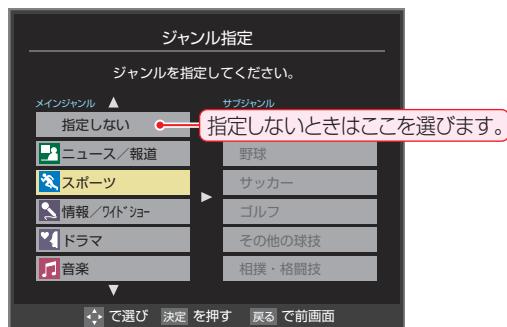 ジャンル指定
ジャンルを指定してください。
メインジャンル
サブジャンル
指定しない
指定しないときはここを選びます。
ニュース／報道
野球
スポーツ
サッカー
情報／ワイドショー
ゴルフ
ドラマ
その他の球技
音楽
相撲・格闘技
で選び 決定 を押す 戻る で前画面